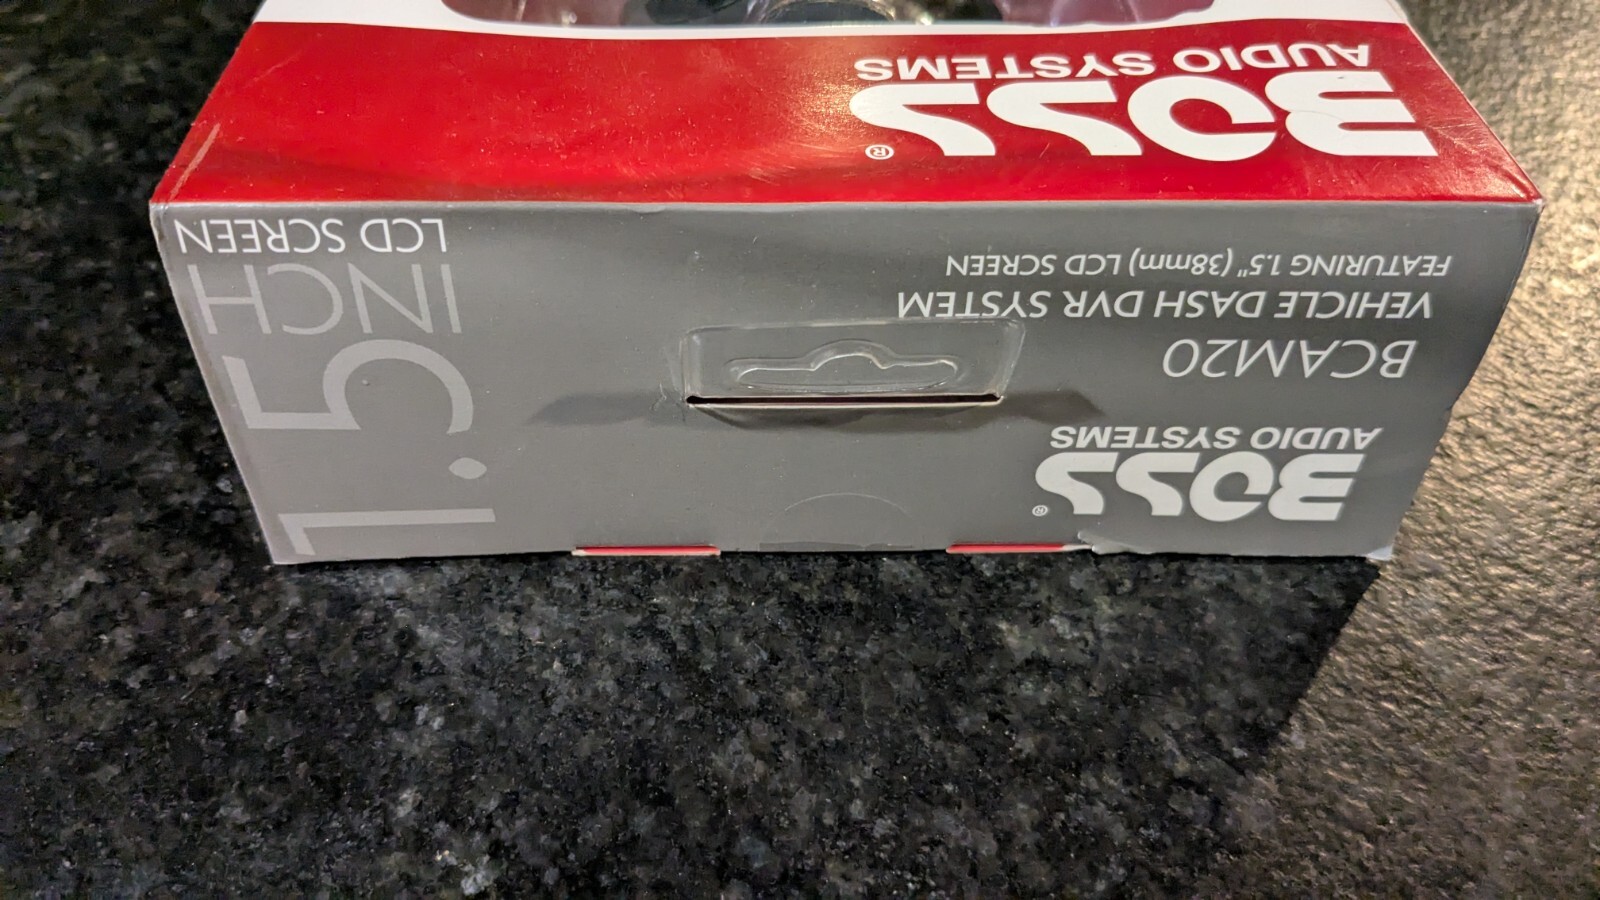 BOSS®
AUDIO SYSTEMS
BCAM20
VEHICLE DASH DVR SYSTEM
FEATURING 1.5" (38mm) LCD SCREEN
1.5
INCH
LCD SCREEN
BOSS®
AUDIO SYSTEMS